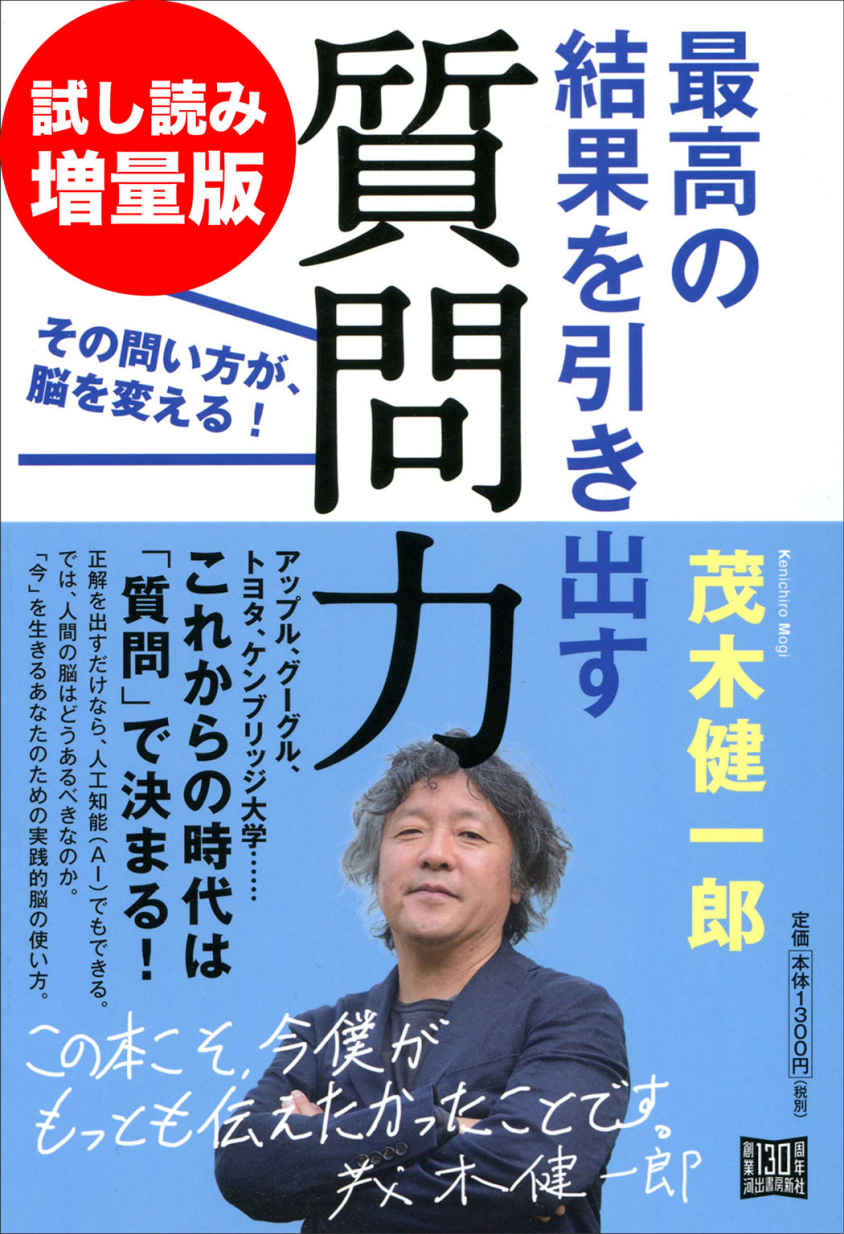 試し読み
増量版
最高の
結果を引き出す
質問力
その問い方が、
脳を変える！
Kenichiro Mogi
茂木健一郎
アップル、グーグル、
トヨタ、ケンブリッジ大学……
これからの時代は
「質問」で決まる！
正解を出すだけなら、人工知能（AI）でもできる。
では、人間の脳はどうあるべきなのか。
「今」を生きるあなたのための実践的脳の使い方。
この本こそ、今僕が
もっとも伝えたかったことです。
茂木健一郎
定価 本体1300円（税別）
創業130周年
河出書房新社